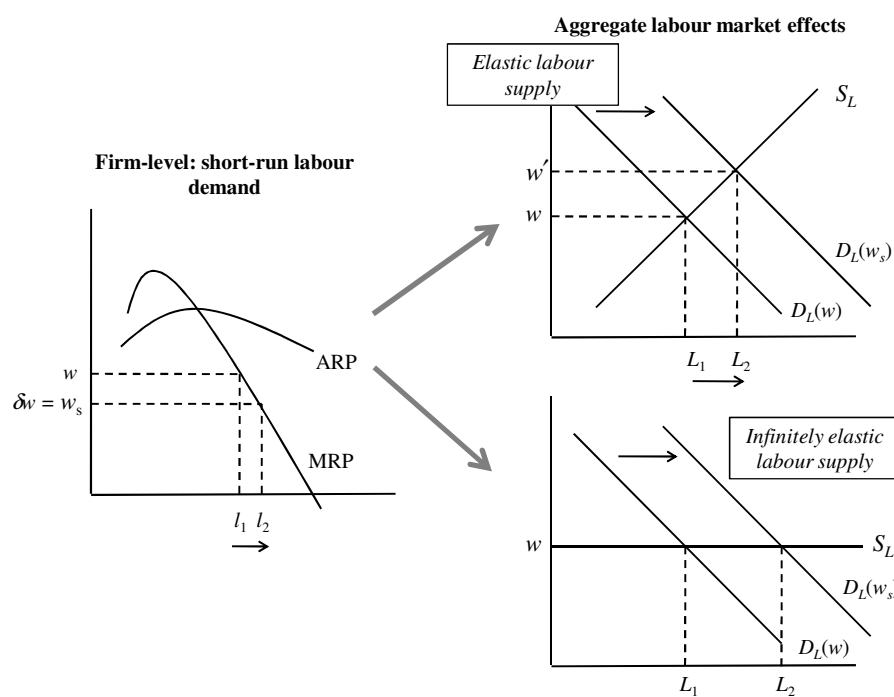 Aggregate labour market effects
Elastic labour
supply
S_L
w′
w
D_L(w_s)
D_L(w)
L_1 L_2
Firm-level: short-run labour
demand
ARP
w
δw = w_s
MRP
l_1 l_2
Infinitely elastic
labour supply
w
S_L
D_L(w_s
D_L(w)
L_1 L_2